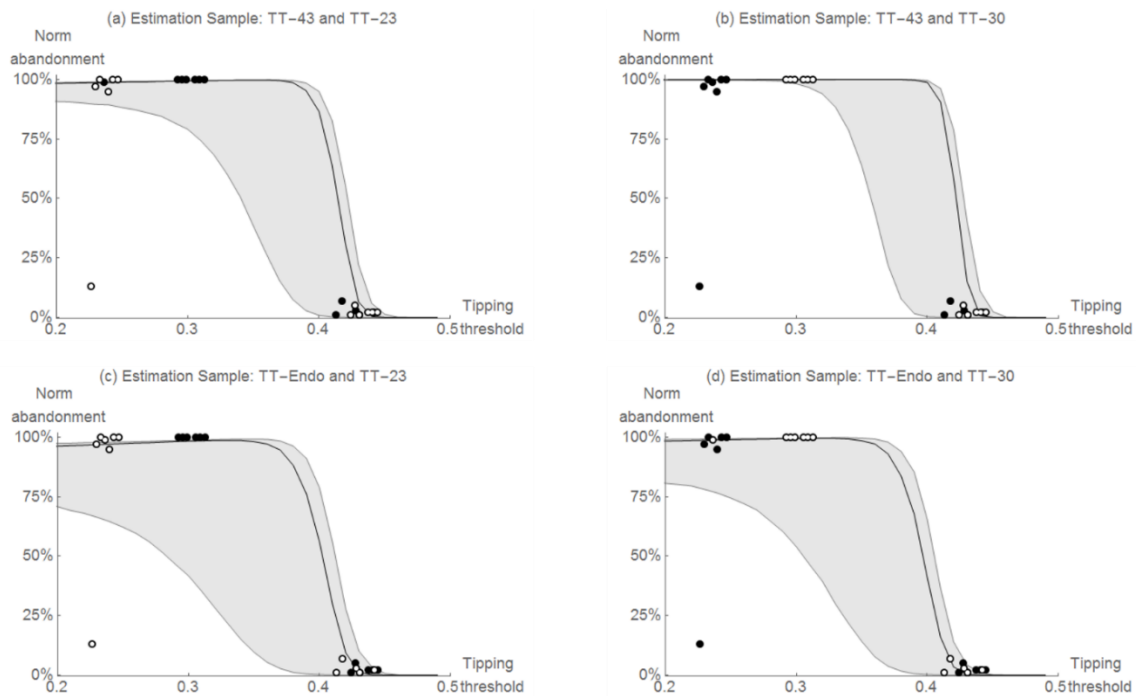 (a) Estimation Sample: TT−43 and TT−23
Norm
abandonment
100%
75%
50%
25%
0%
0.2 0.3 0.4 0.5
Tipping
threshold
(b) Estimation Sample: TT−43 and TT−30
Norm
abandonment
100%
75%
50%
25%
0%
0.2 0.3 0.4 0.5
Tipping
threshold
(c) Estimation Sample: TT−Endo and TT−23
Norm
abandonment
100%
75%
50%
25%
0%
0.2 0.3 0.4 0.5
Tipping
threshold
(d) Estimation Sample: TT−Endo and TT−30
Norm
abandonment
100%
75%
50%
25%
0%
0.2 0.3 0.4 0.5
Tipping
threshold